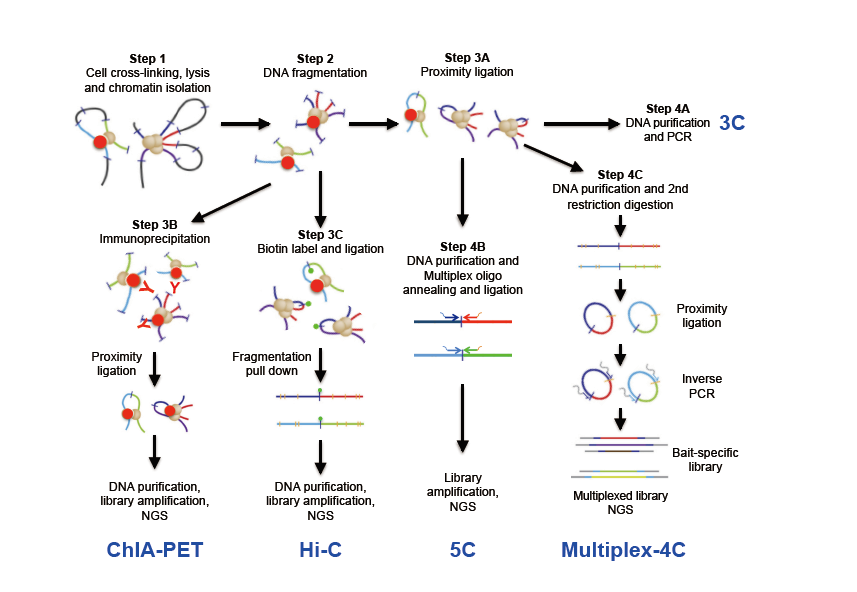 Step 1
Cell cross-linking, lysis
and chromatin isolation
Step 2
DNA fragmentation
Step 3A
Proximity ligation
Step 4A
DNA purification
and PCR
3C
Step 4C
DNA purification and 2nd
restriction digestion
Step 3B
Immunoprecipitation
Step 3C
Biotin label and ligation
Step 4B
DNA purification and
Multiplex oligo
annealing and ligation
Proximity
ligation
Proximity
ligation
Fragmentation
pull down
Inverse
PCR
Bait-specific
library
DNA purification,
library amplification,
NGS
DNA purification,
library amplification,
NGS
Library
amplification,
NGS
Multiplexed library
NGS
ChIA-PET
Hi-C
5C
Multiplex-4C